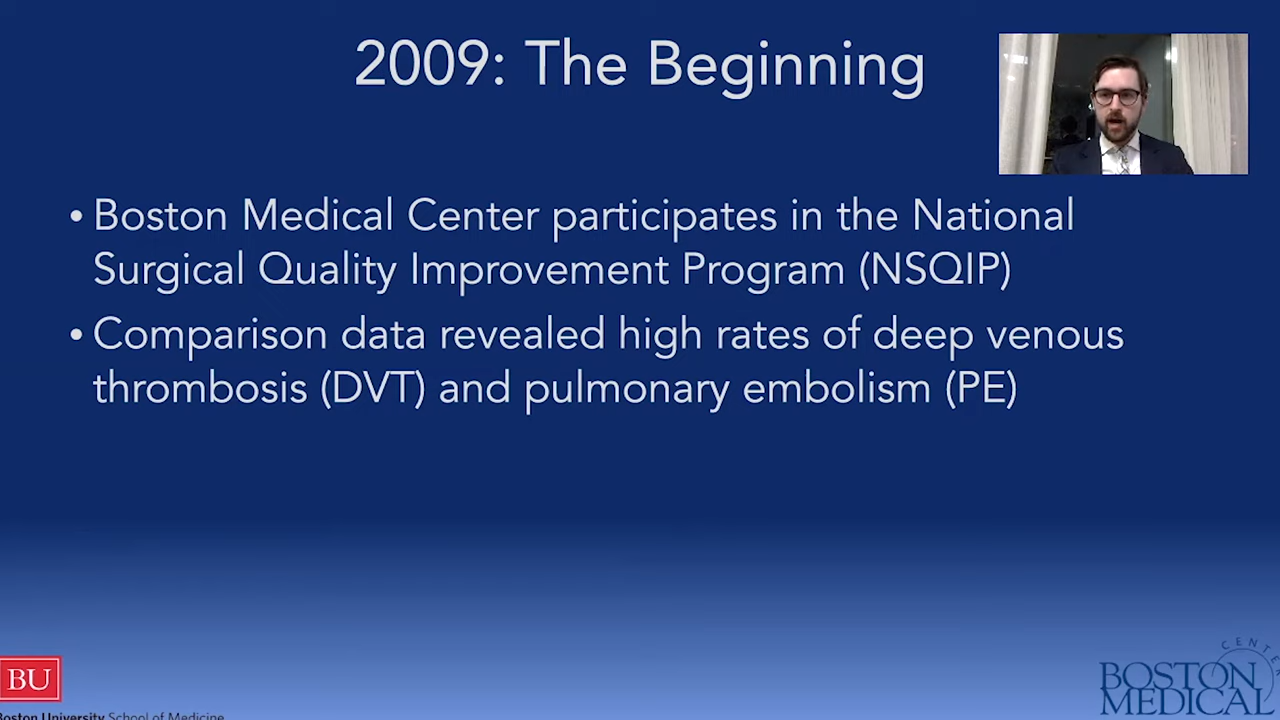 2009: The Beginning
• Boston Medical Center participates in the National
Surgical Quality Improvement Program (NSQIP)
• Comparison data revealed high rates of deep venous
thrombosis (DVT) and pulmonary embolism (PE)
BU
Boston University School of Medicine
BOSTON
MEDICAL
CENTER